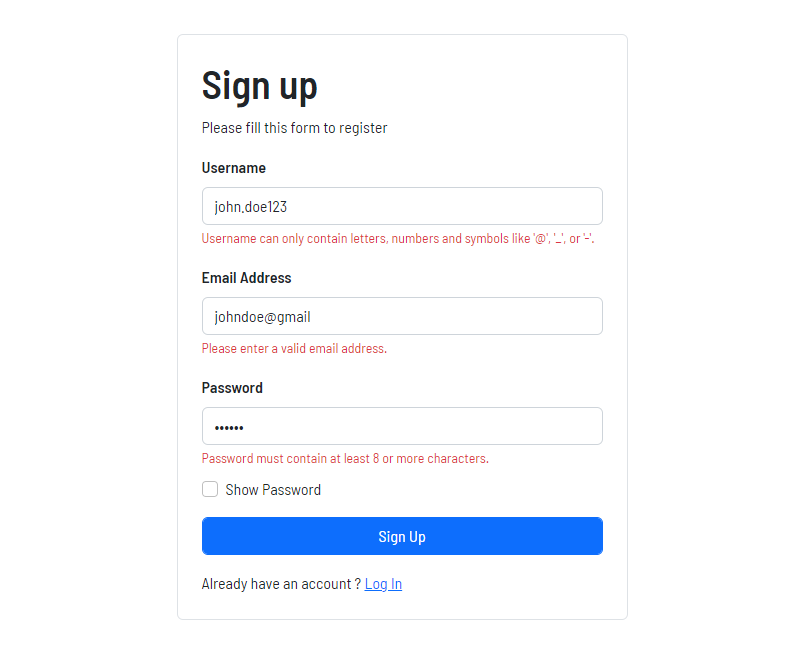 Sign up
Please fill this form to register
Username
john.doe123
Username can only contain letters, numbers and symbols like '@', '_', or '-'.
Email Address
johndoe@gmail
Please enter a valid email address.
Password
••••••
Password must contain at least 8 or more characters.
Show Password
Sign Up
Already have an account ? Log In